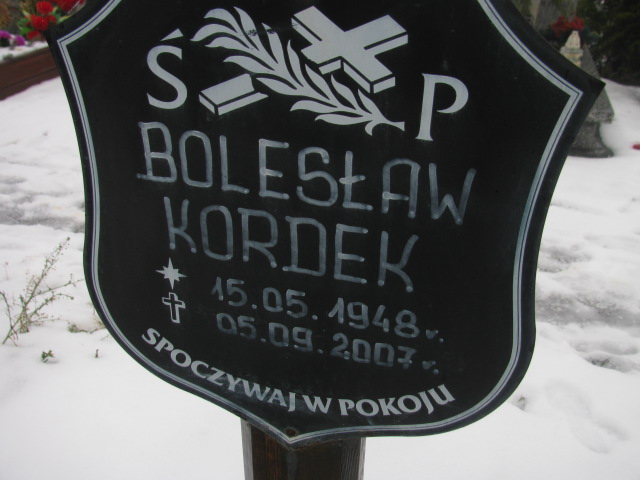 Ś P
BOLESŁAW
KORDEK
15.05.1948 r.
05.09.2007 r.
SPOCZYWAJ W POKOJU